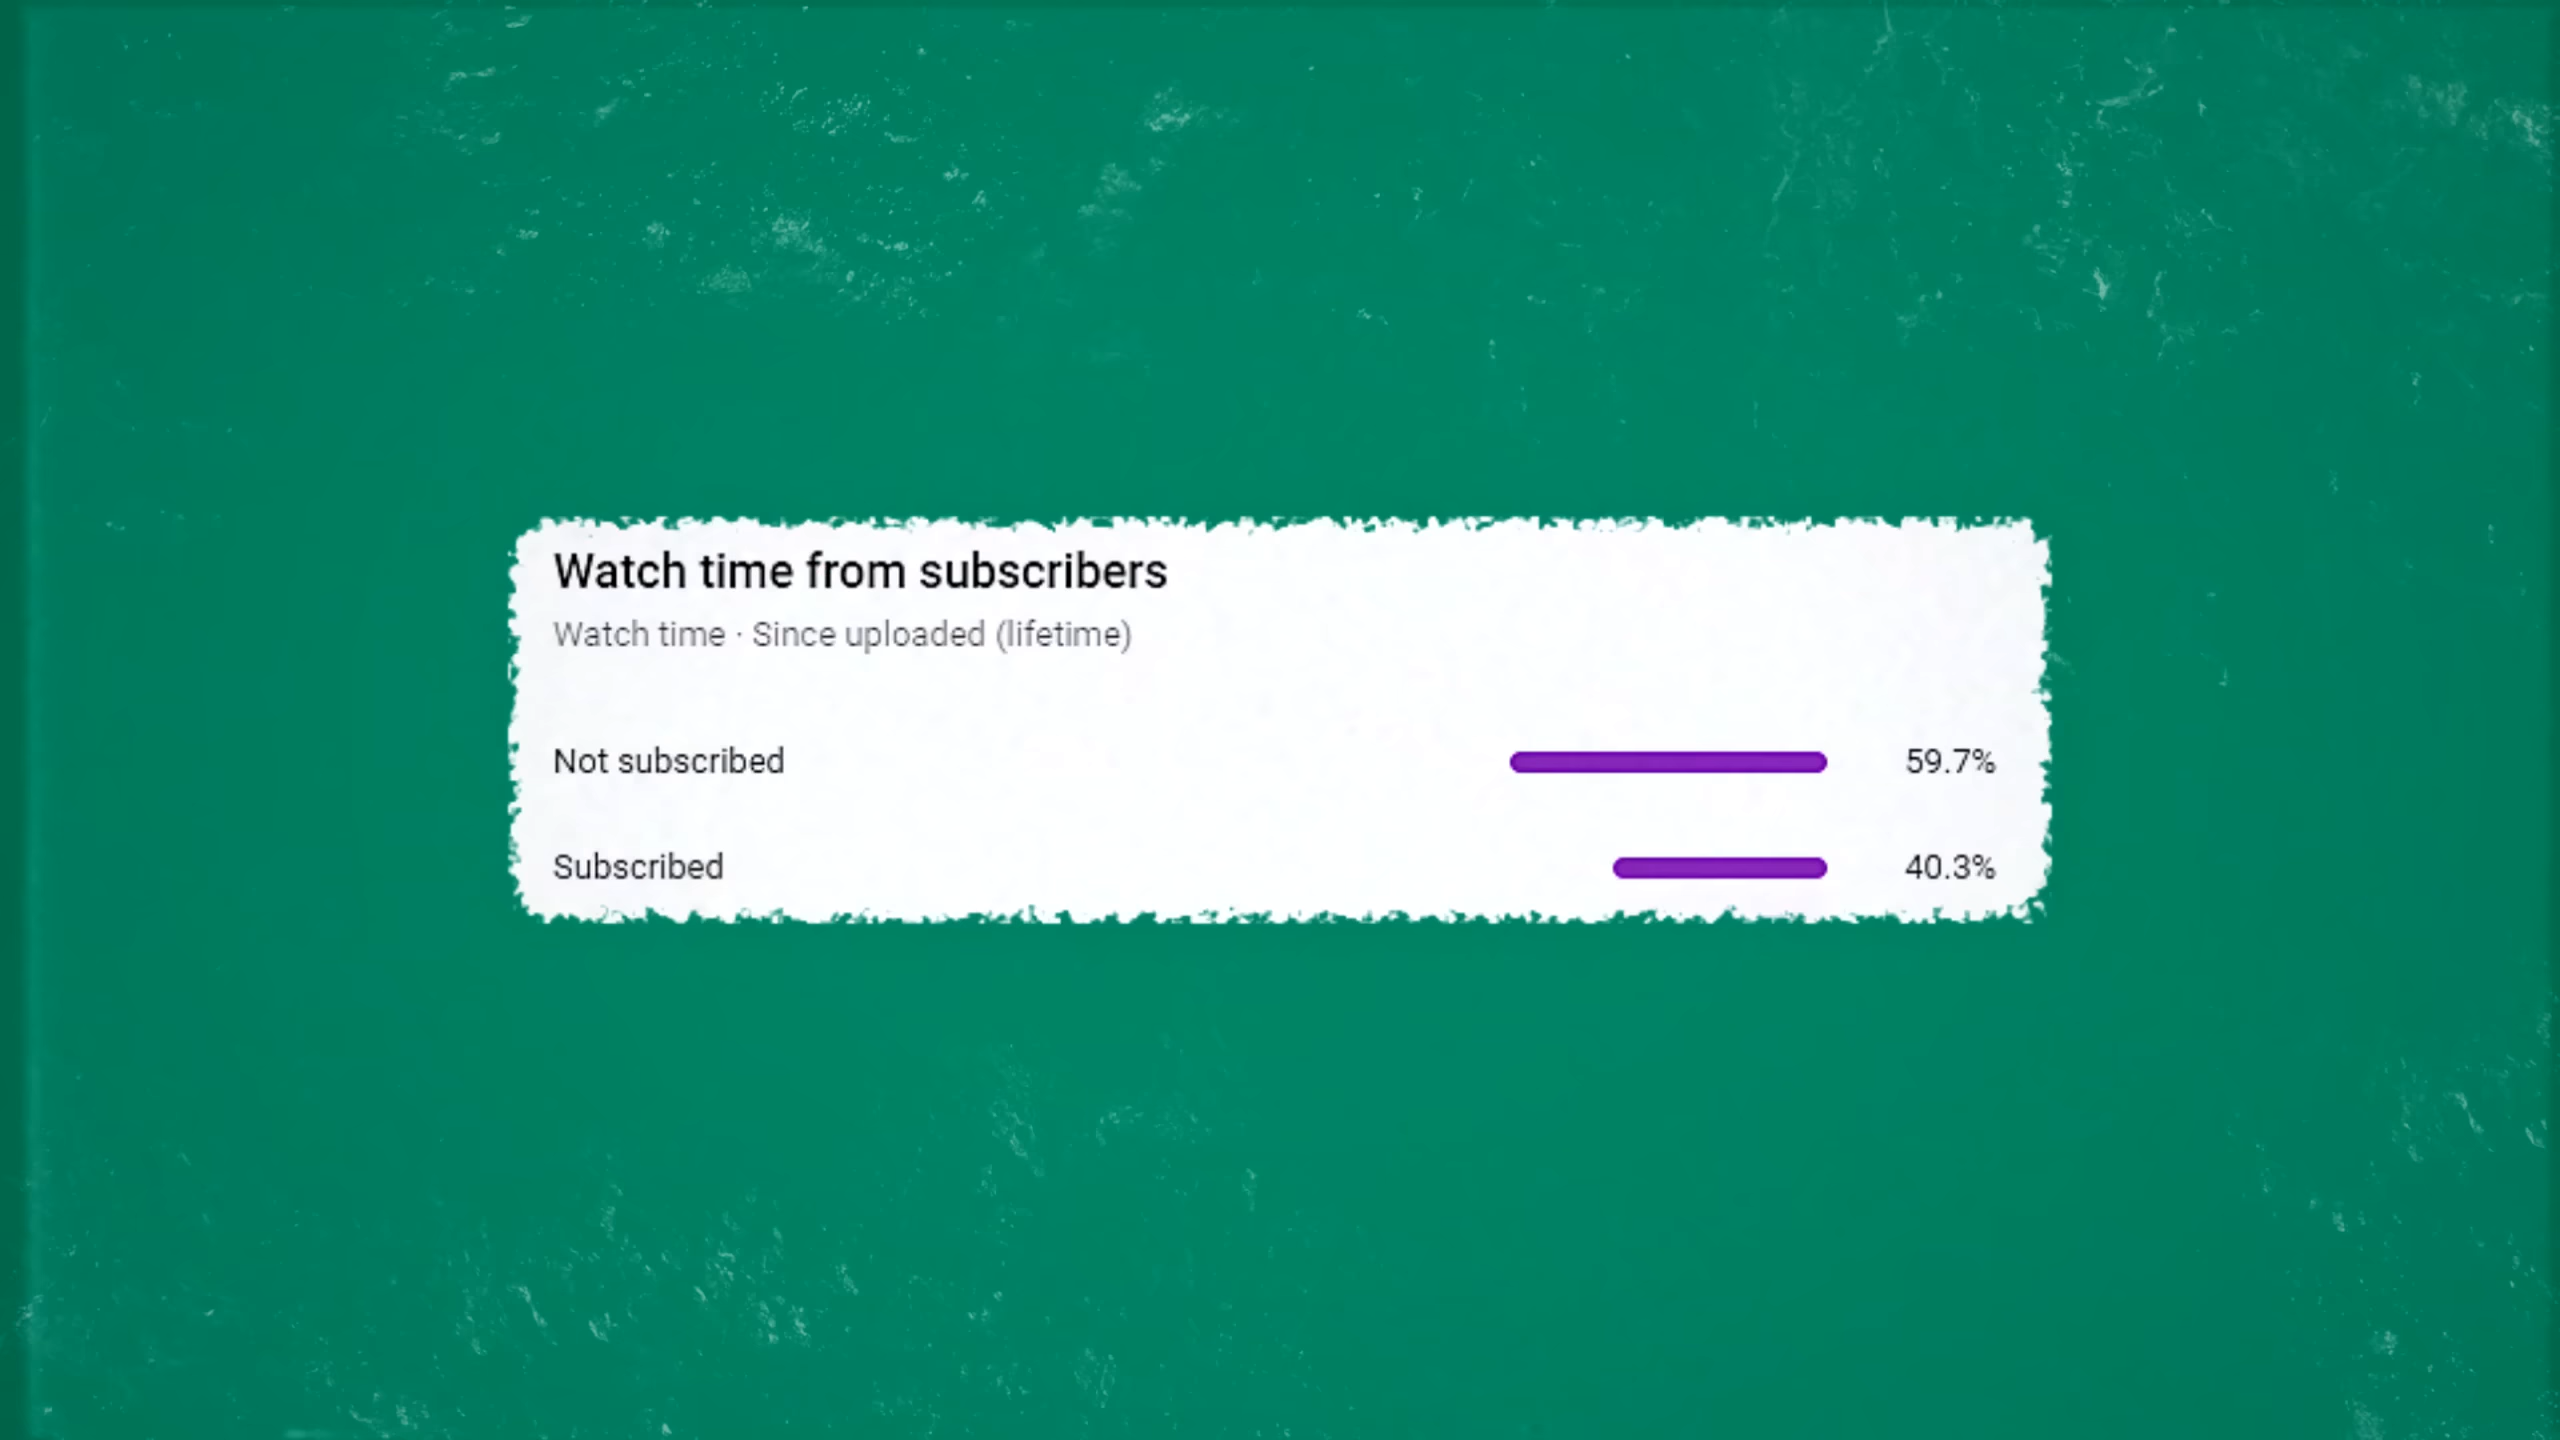 Watch time from subscribers
Watch time · Since uploaded (lifetime)
Not subscribed 59.7%
Subscribed 40.3%